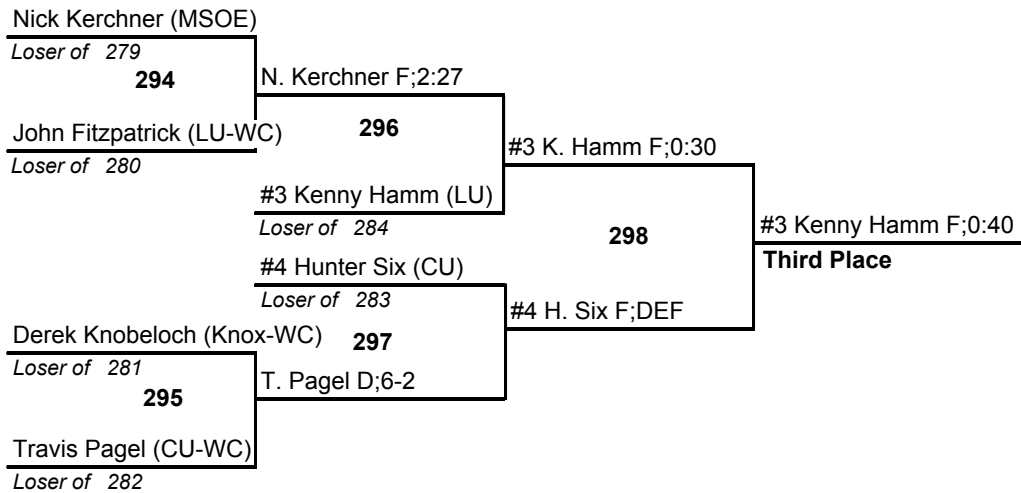 Nick Kerchner (MSOE)
Loser of 279
294
N. Kerchner F;2:27
John Fitzpatrick (LU-WC)
Loser of 280
296
#3 K. Hamm F;0:30
#3 Kenny Hamm (LU)
Loser of 284
298
#3 Kenny Hamm F;0:40
Third Place
#4 Hunter Six (CU)
Loser of 283
#4 H. Six F;DEF
Derek Knobeloch (Knox-WC)
297
Loser of 281
295
T. Pagel D;6-2
Travis Pagel (CU-WC)
Loser of 282